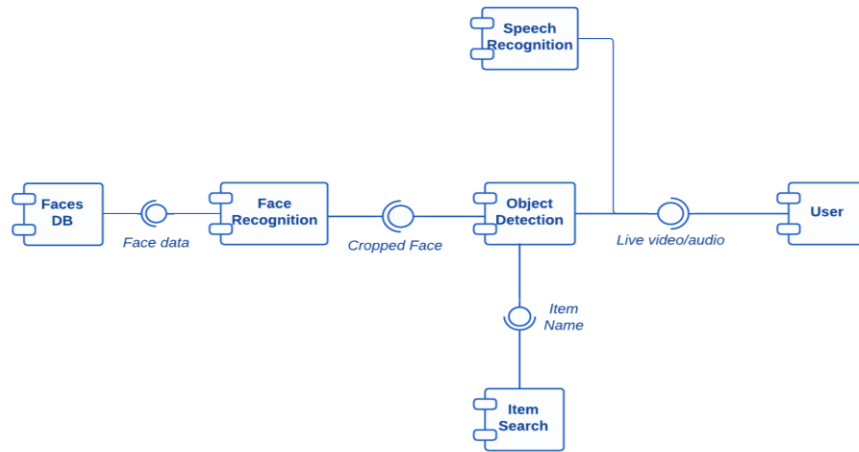 Speech
Recognition
Faces
DB
Face data
Face
Recognition
Cropped Face
Object
Detection
Live video/audio
User
Item
Name
Item
Search